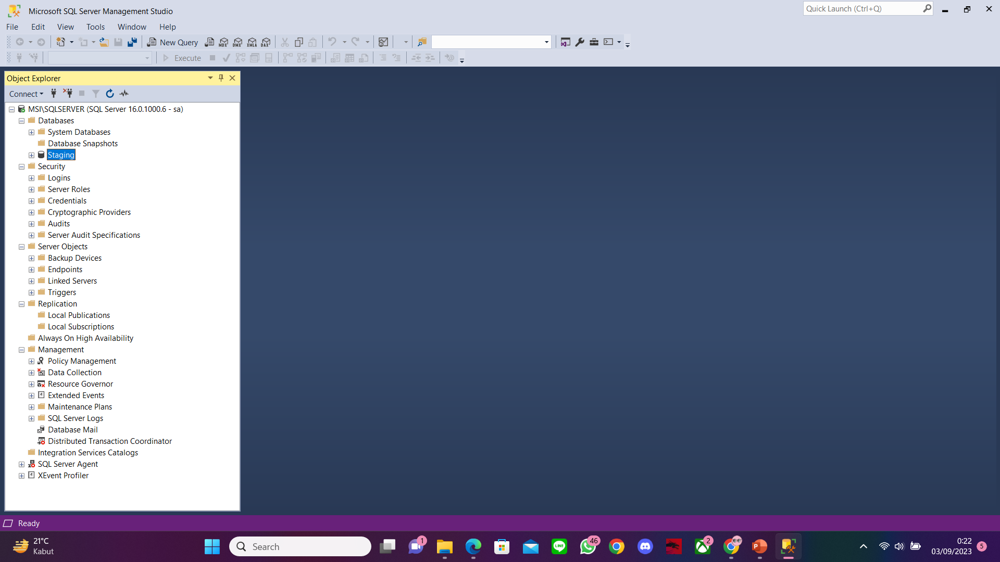 Microsoft SQL Server Management Studio
Quick Launch (Ctrl+Q)
File Edit View Tools Window Help
New Query MDX DMX XMLA DAX
Execute
Object Explorer
Connect
MSI\SQLSERVER (SQL Server 16.0.1000.6 - sa)
Databases
System Databases
Database Snapshots
Staging
Security
Logins
Server Roles
Credentials
Cryptographic Providers
Audits
Server Audit Specifications
Server Objects
Backup Devices
Endpoints
Linked Servers
Triggers
Replication
Local Publications
Local Subscriptions
Always On High Availability
Management
Policy Management
Data Collection
Resource Governor
Extended Events
Maintenance Plans
SQL Server Logs
Database Mail
Distributed Transaction Coordinator
Integration Services Catalogs
SQL Server Agent
XEvent Profiler
Ready
21°C
Kabut
Search
1
LINE
46
2
P
0:22
03/09/2023
5